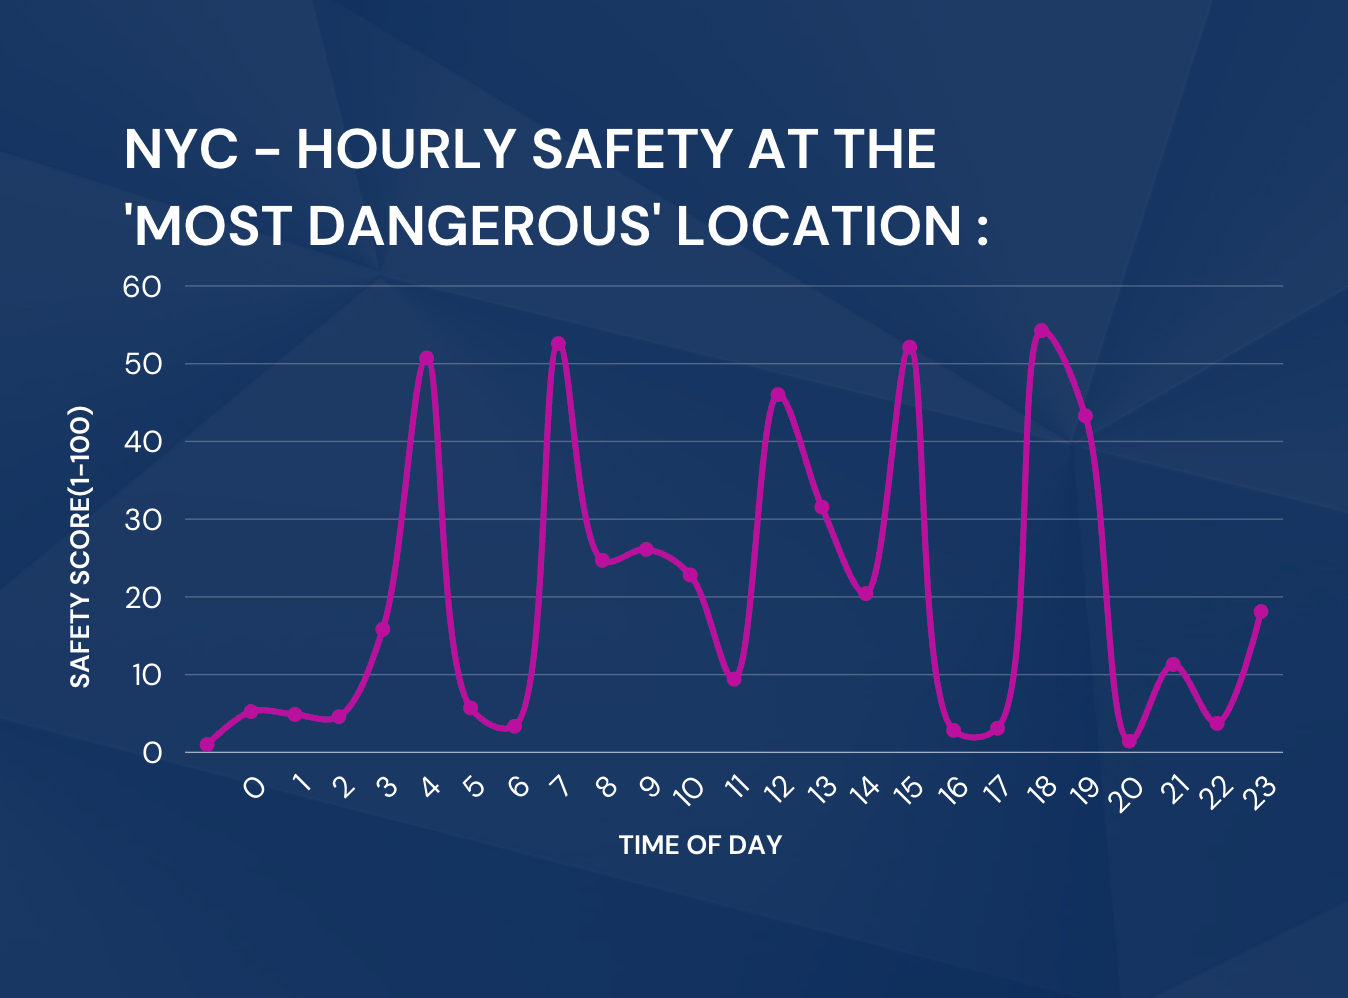 NYC - HOURLY SAFETY AT THE
'MOST DANGEROUS' LOCATION :
60
50
40
30
20
10
0
SAFETY SCORE(1-100)
0 1 2 3 4 5 6 7 8 9 10 11 12 13 14 15 16 17 18 19 20 21 22 23
TIME OF DAY